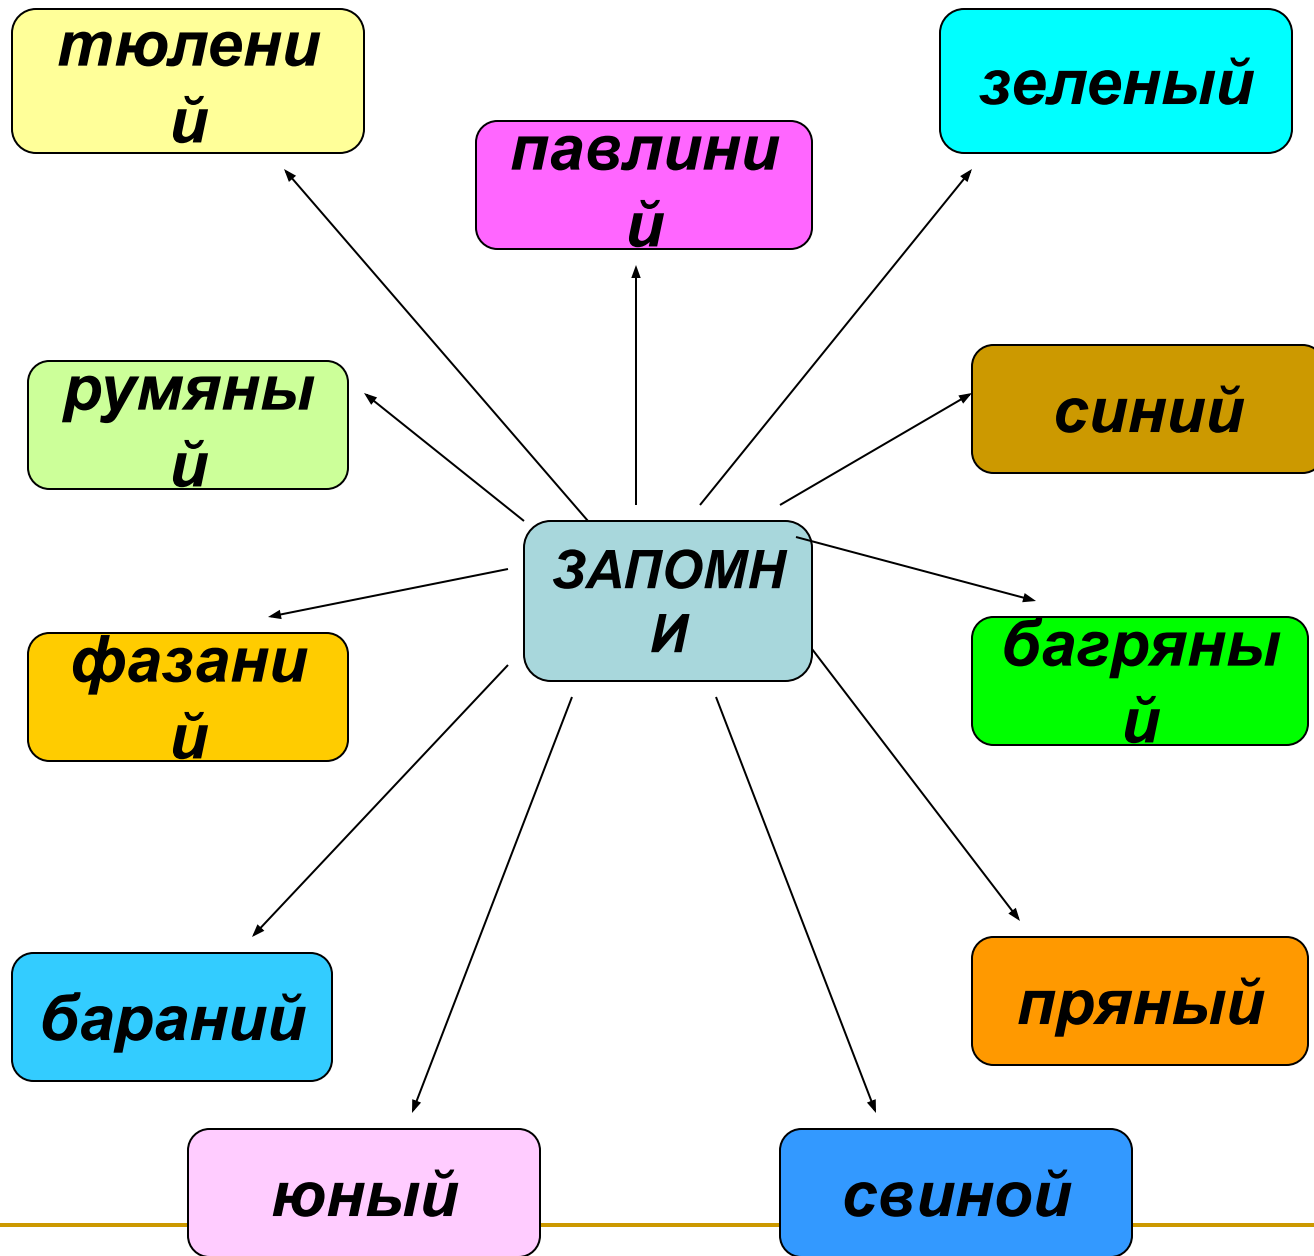 тюлени
й
зеленый
павлини
й
румяны
й
синий
ЗАПОМН
И
фазани
й
багряны
й
бараний
пряный
юный
свиной